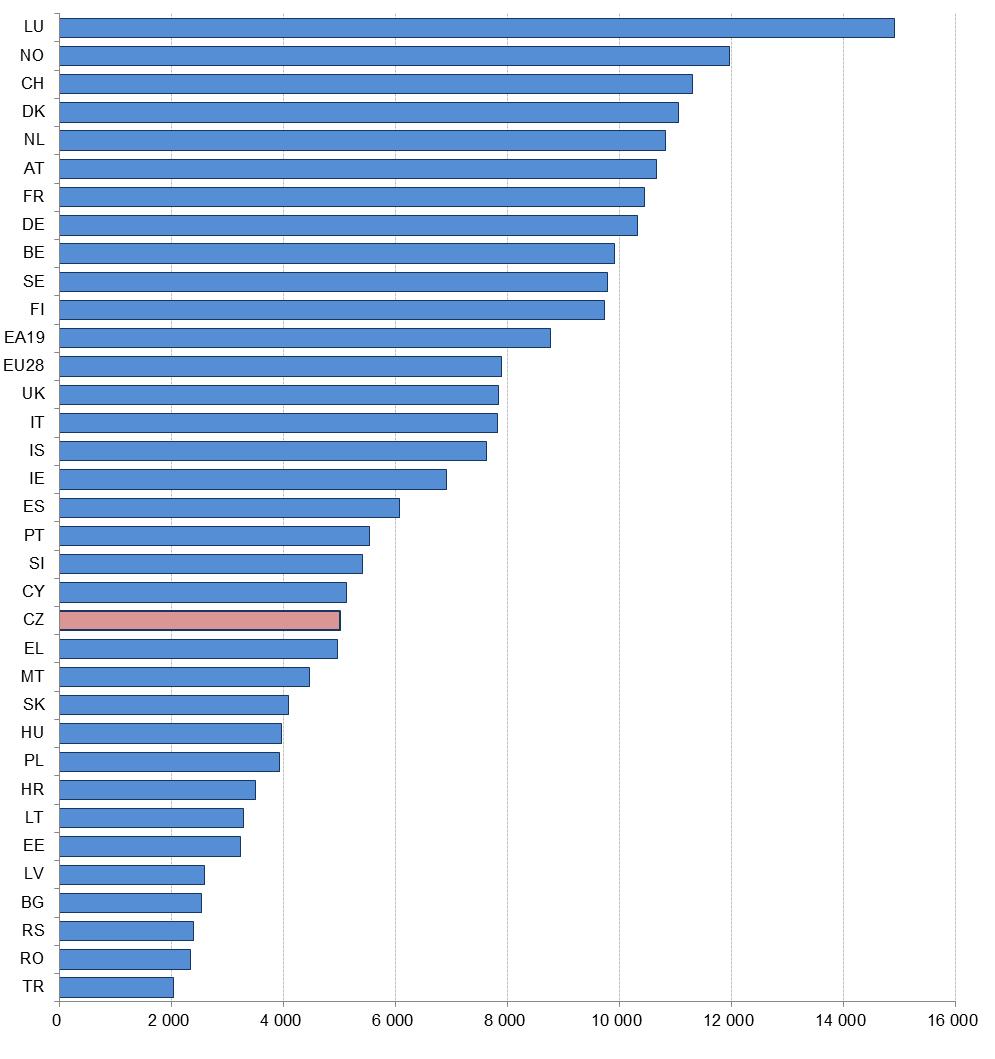 LU
NO
CH
DK
NL
AT
FR
DE
BE
SE
FI
EA19
EU28
UK
IT
IS
IE
ES
PT
SI
CY
CZ
EL
MT
SK
HU
PL
HR
LT
EE
LV
BG
RS
RO
TR
0 2 000 4 000 6 000 8 000 10 000 12 000 14 000 16 000